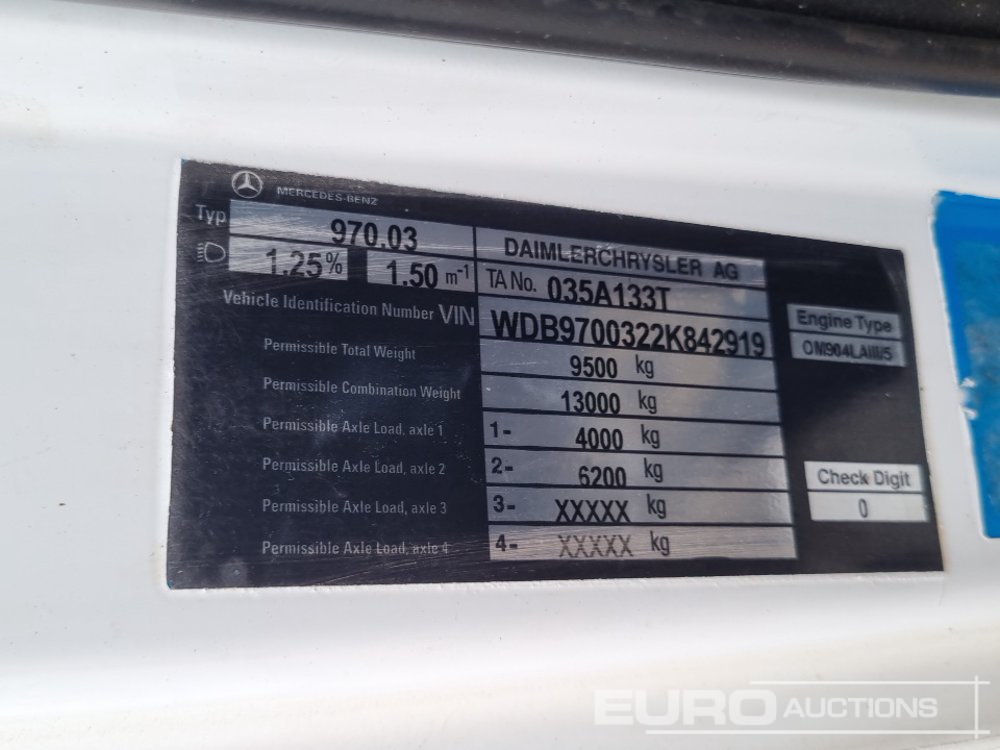 MERCEDES-BENZ
Typ 970.03 DAIMLERCHRYSLER AG
1.25% 1.50 m-1 TA No. 035A133T
Vehicle Identification Number VIN WDB9700322K842919
Engine Type
OM904LAIII/5
Permissible Total Weight 9500 kg
Permissible Combination Weight 13000 kg
Permissible Axle Load, axle 1 1- 4000 kg
Permissible Axle Load, axle 2 2- 6200 kg
Check Digit
0
Permissible Axle Load, axle 3 3- XXXXX kg
Permissible Axle Load, axle 4 4- XXXXX kg
EURO AUCTIONS